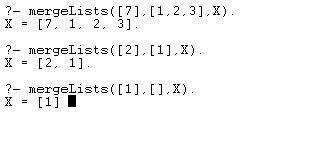 ?- mergeLists([7],[1,2,3],X).
X = [7, 1, 2, 3].
?- mergeLists([2],[1],X).
X = [2, 1].
?- mergeLists([1],[],X).
X = [1]